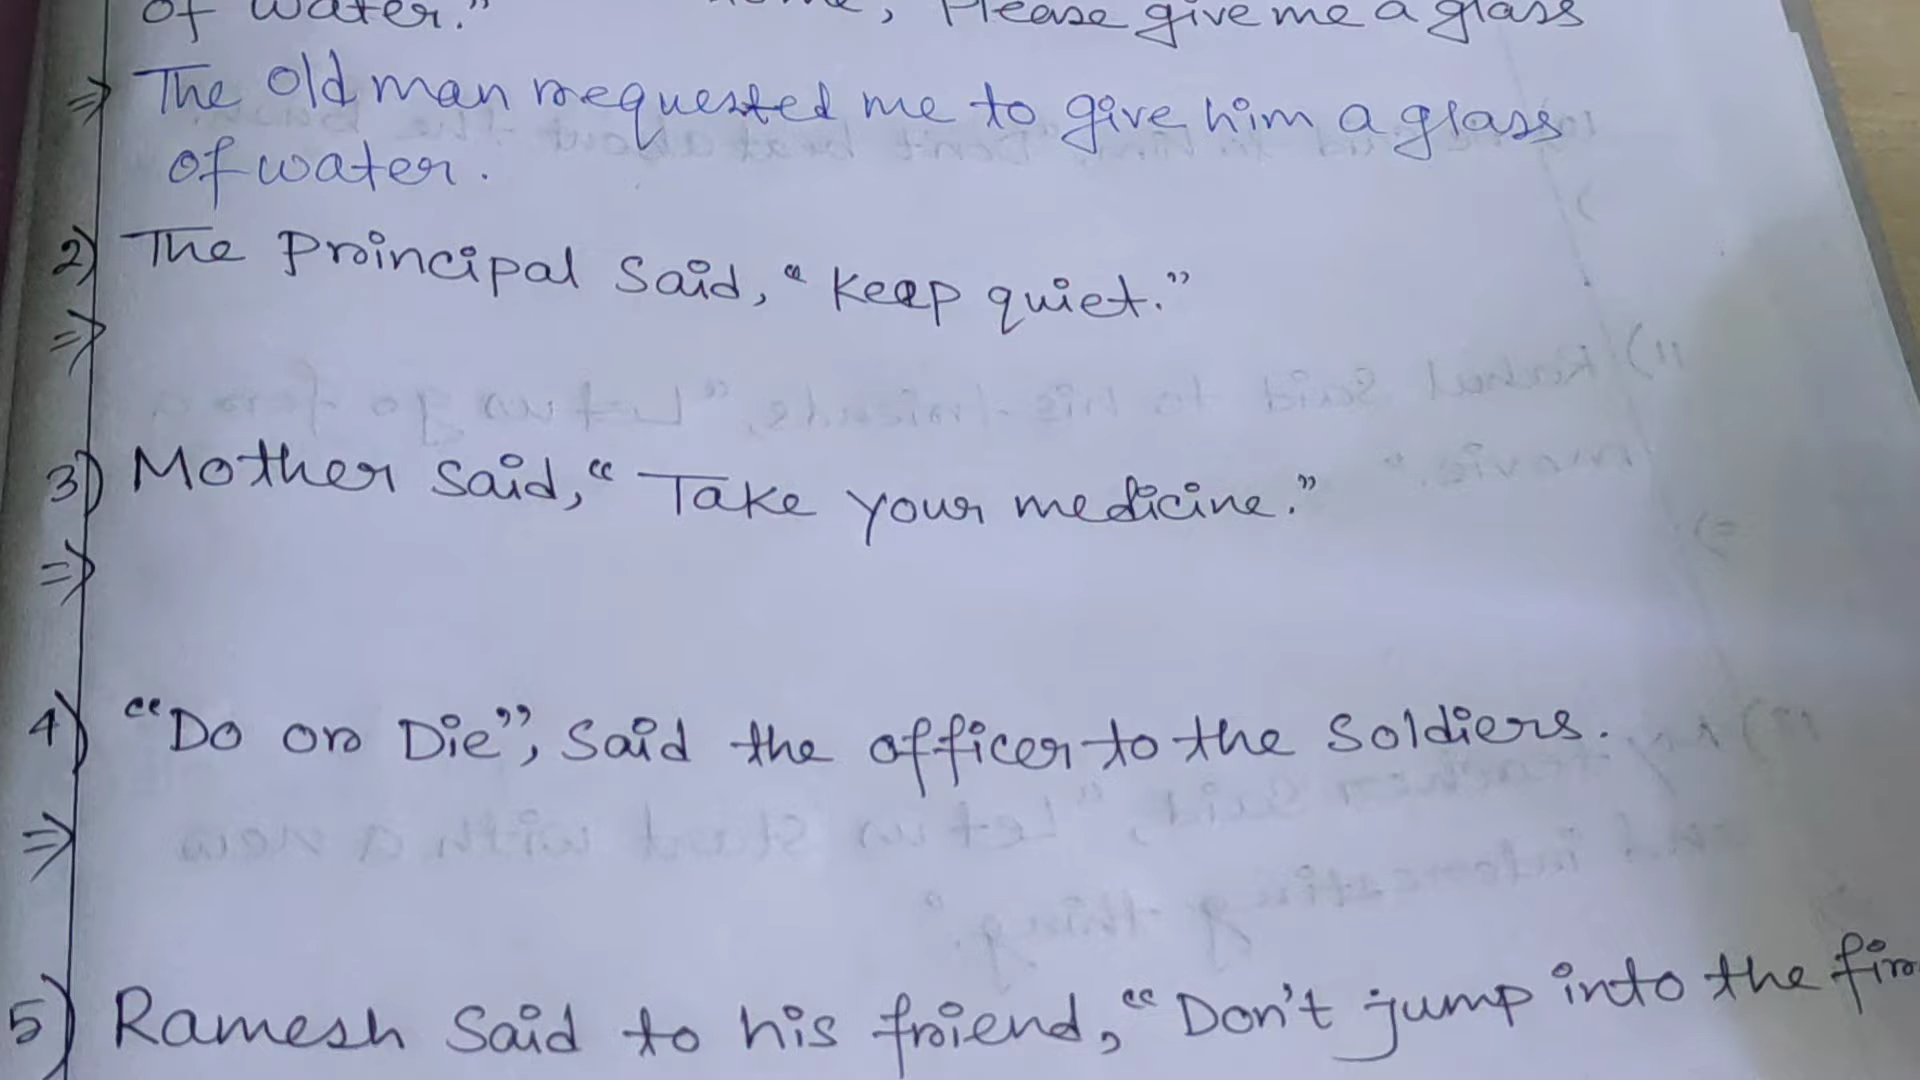 of water." Please give me a glass
⇒ The old man requested me to give him a glass
of water.
2) The Principal Said, "Keep quiet."
⇒
3) Mother said, "Take your medicine."
⇒
4) "Do or Die", said the officer to the soldiers.
⇒
5) Ramesh said to his friend, "Don't jump into the